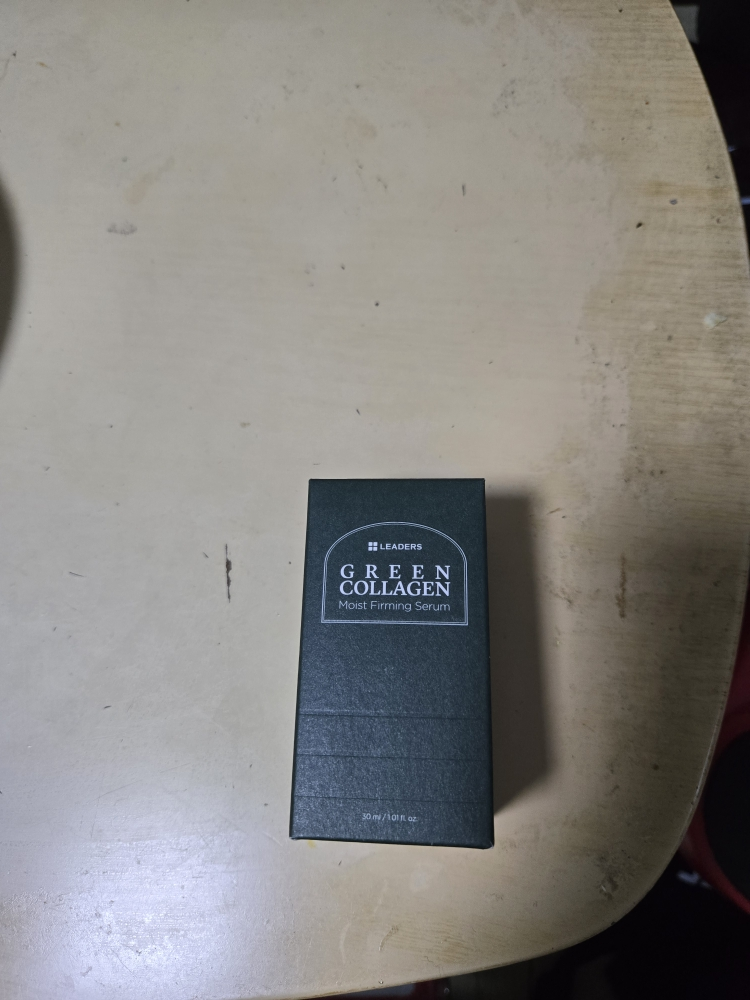 LEADERS
GREEN
COLLAGEN
Moist Firming Serum
30 ml / 1.01 fl. oz.